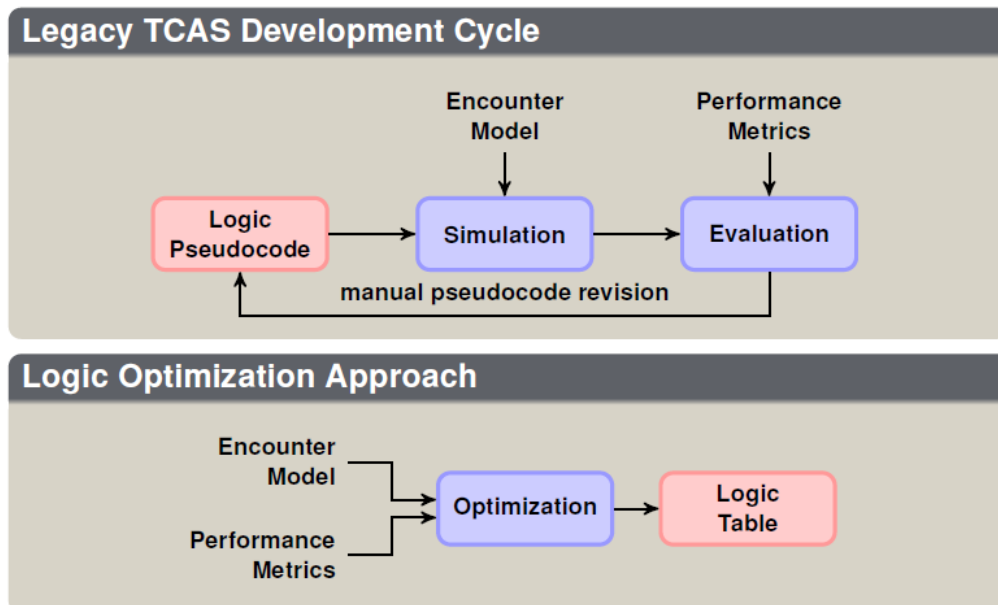 Legacy TCAS Development Cycle
Encounter
Model
Performance
Metrics
Logic
Pseudocode
Simulation
Evaluation
manual pseudocode revision
Logic Optimization Approach
Encounter
Model
Performance
Metrics
Optimization
Logic
Table